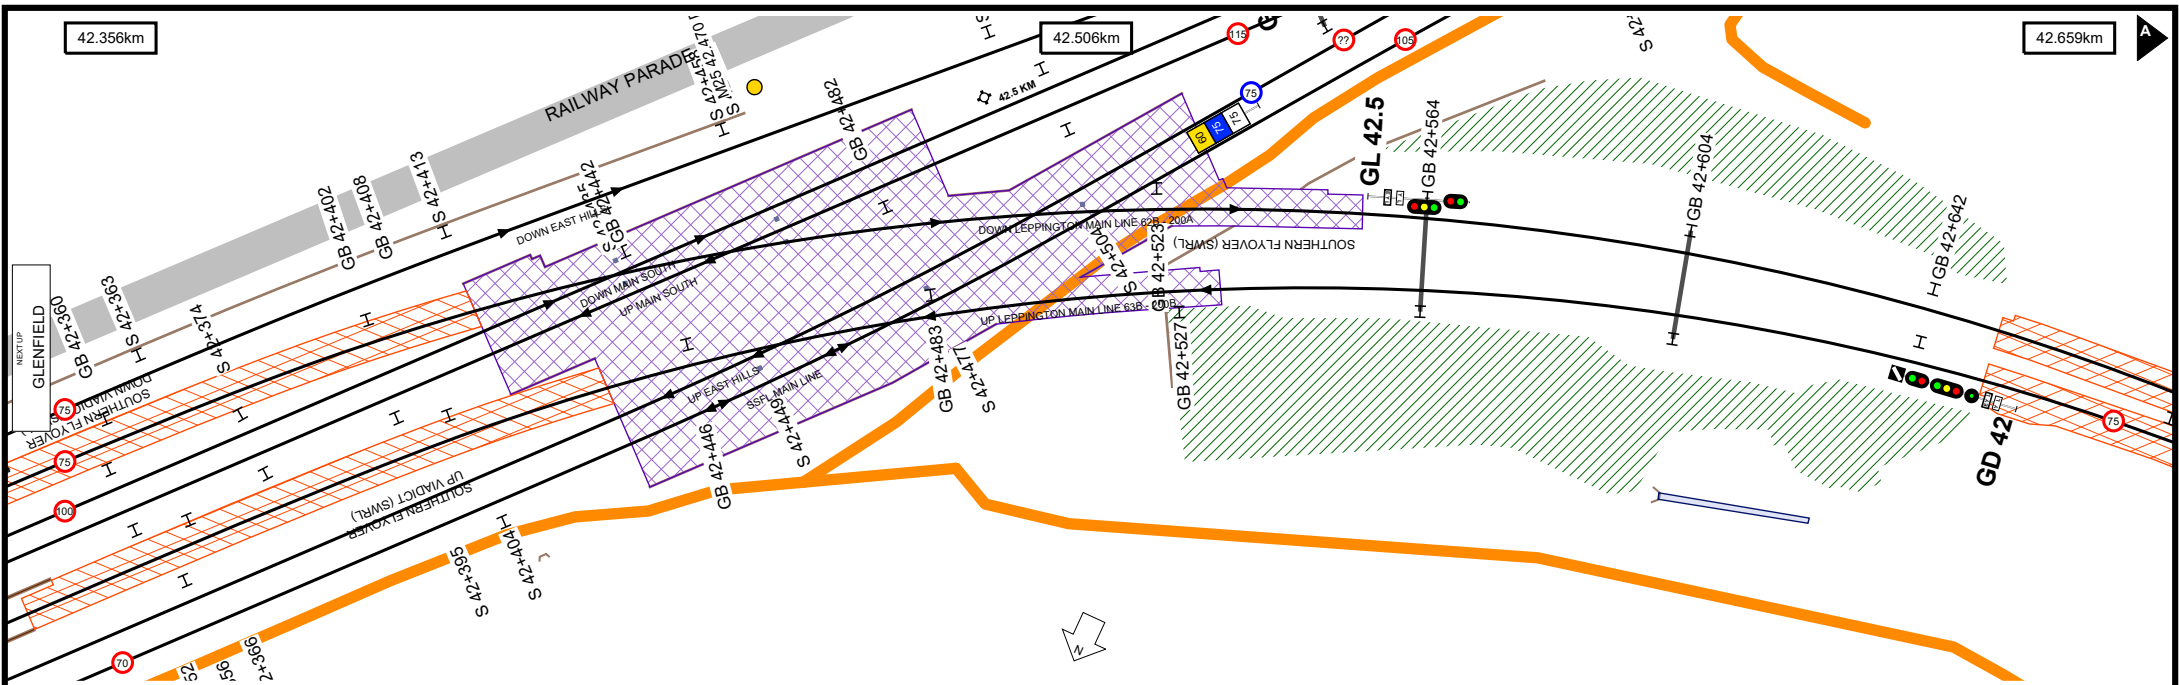 42.356km
42.506km
42.659km
A
RAILWAY PARADE
S 42+458
GB 42+482
115
??
105
42.5 KM
75
60
75
75
GL 42.5
GB 42+564
GB 42+604
GB 42+642
GB 42+402
GB 42+408
S 42+413
GB 42+442
DOWN EAST HILLS
DOWN LEPPINGTON MAIN LINE 62B - 200A
SOUTHERN FLYOVER (SWRL)
S 42+504
GB 42+523
DOWN MAIN SOUTH
UP MAIN SOUTH
UP LEPPINGTON MAIN LINE 63B - 200B
NEXT UP
GLENFIELD
GB 42+360
S 42+363
S 42+374
GB 42+483
S 42+477
GB 42+527
UP EAST HILLS
SSFL MAIN LINE
75
SOUTHERN FLYOVER
75
100
SOUTHERN FLYOVER
UP VIADICT (SWRL)
GB 42+446
S 42+449
GD 42
75
S 42+395
S 42+404
70
2+366
N